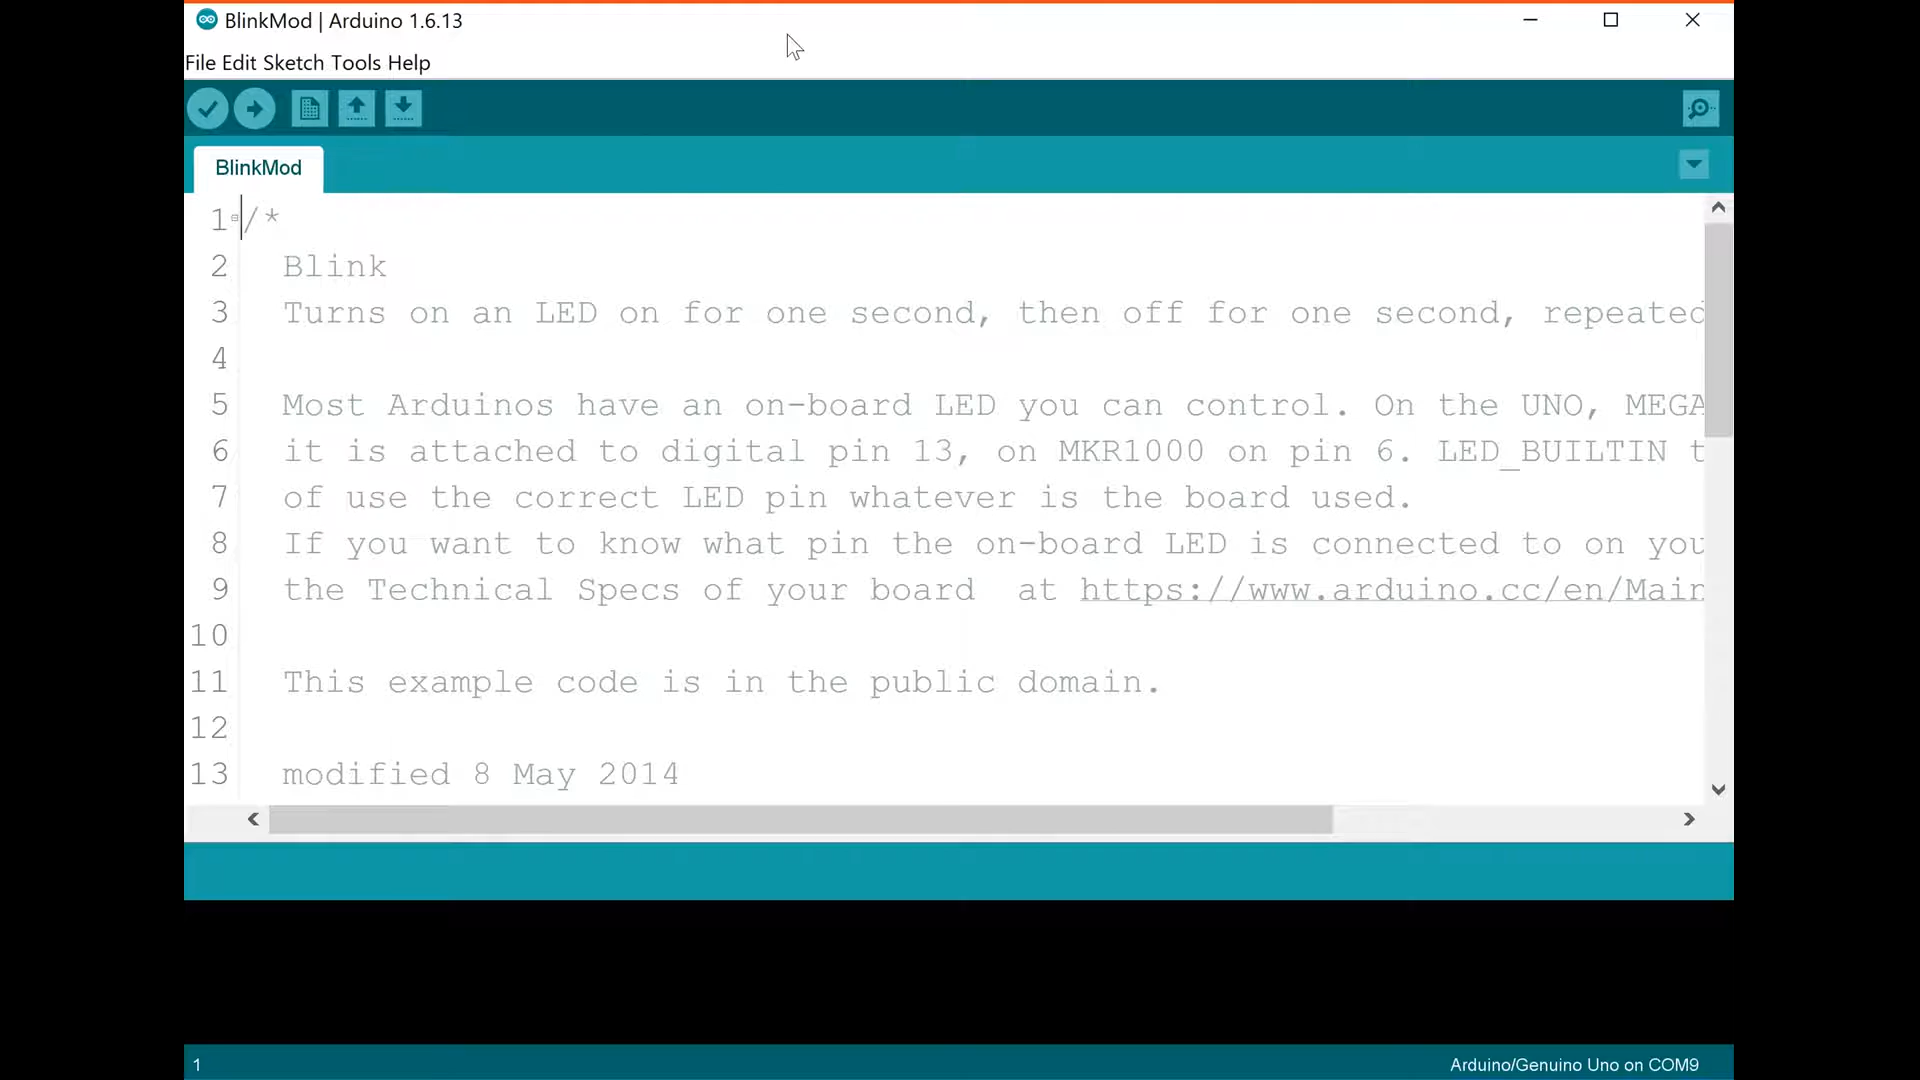 BlinkMod | Arduino 1.6.13
File Edit Sketch Tools Help
BlinkMod
1 /*
2 Blink
3 Turns on an LED on for one second, then off for one second, repeated
4
5 Most Arduinos have an on-board LED you can control. On the UNO, MEGA
6 it is attached to digital pin 13, on MKR1000 on pin 6. LED_BUILTIN t
7 of use the correct LED pin whatever is the board used.
8 If you want to know what pin the on-board LED is connected to on you
9 the Technical Specs of your board  at https://www.arduino.cc/en/Main
10
11 This example code is in the public domain.
12
13 modified 8 May 2014
1
Arduino/Genuino Uno on COM9